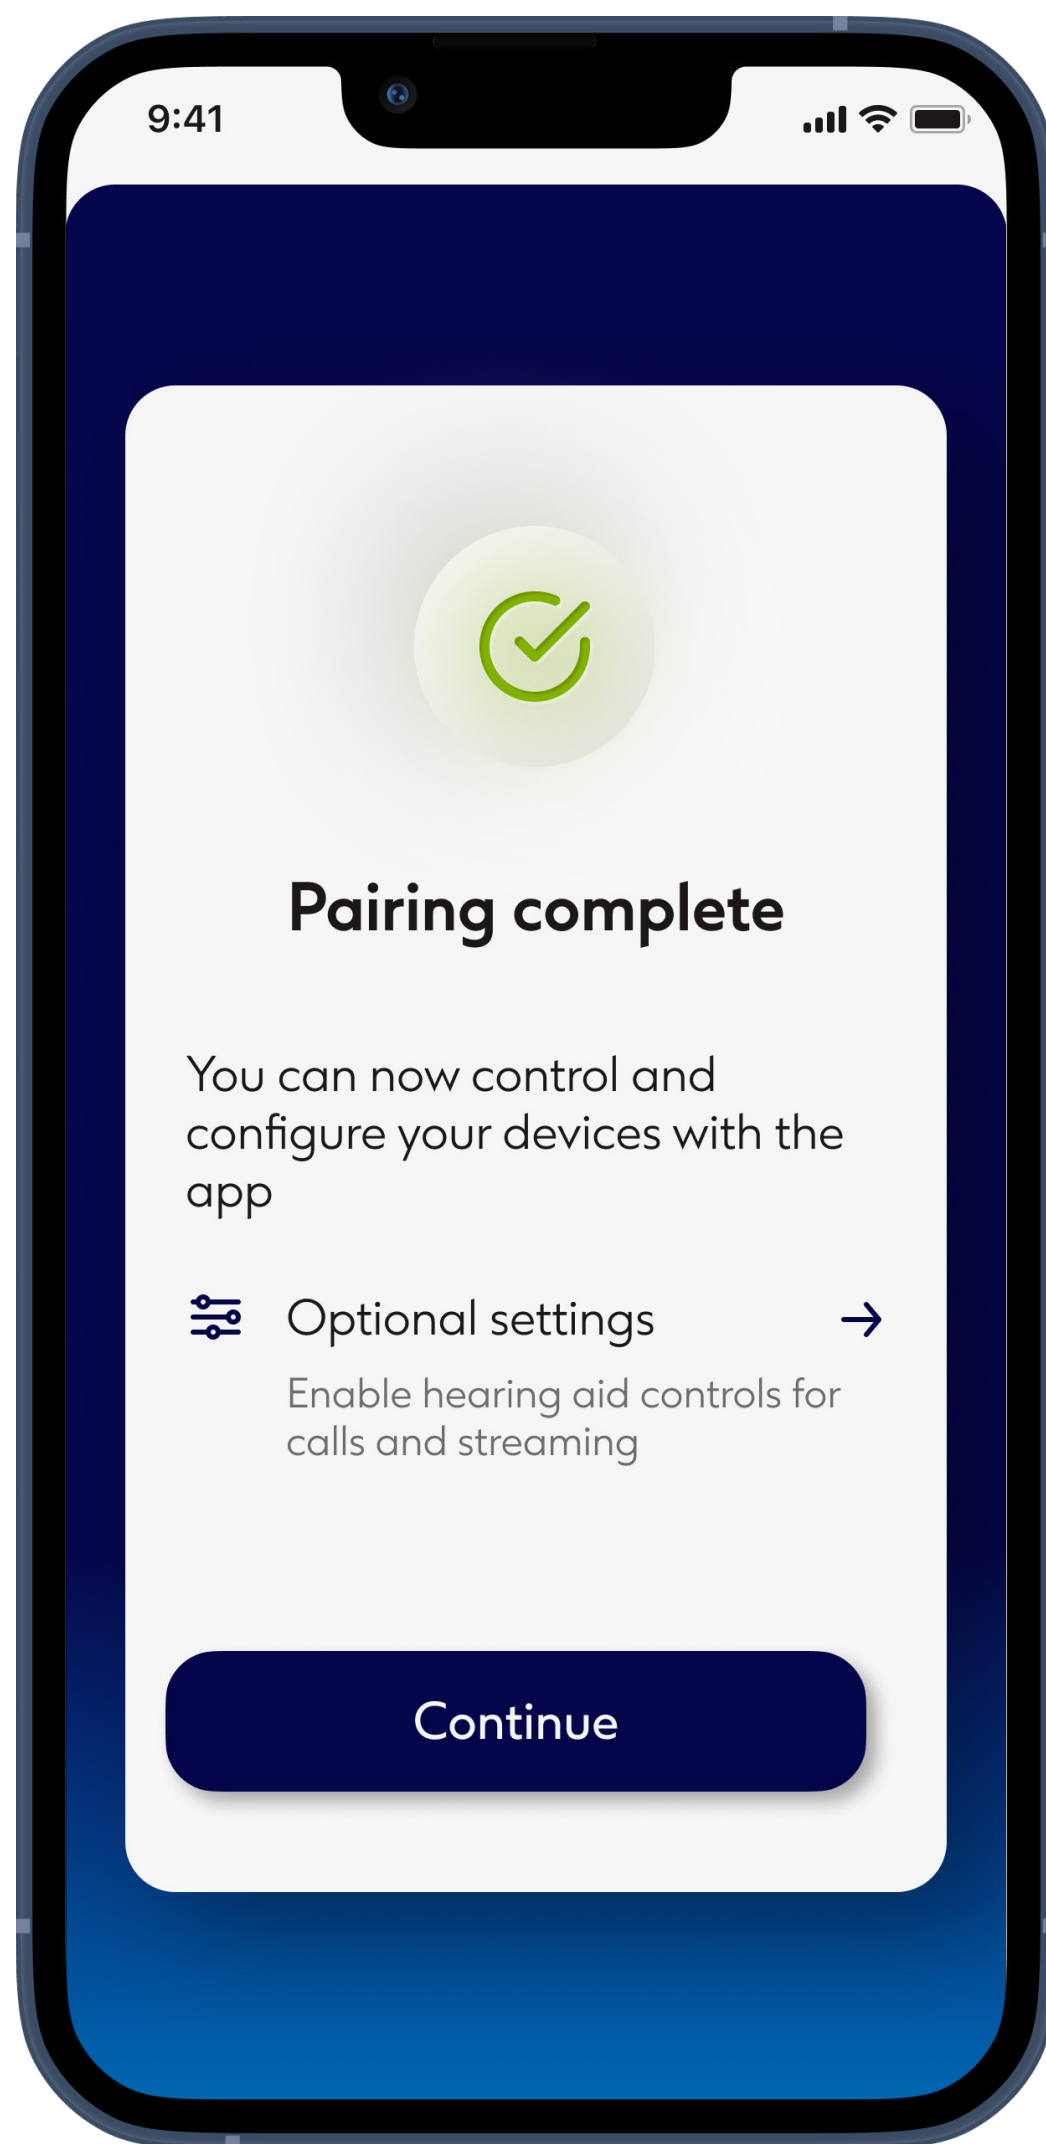 9:41
Pairing complete
You can now control and
configure your devices with the
app
Optional settings
Enable hearing aid controls for
calls and streaming
Continue